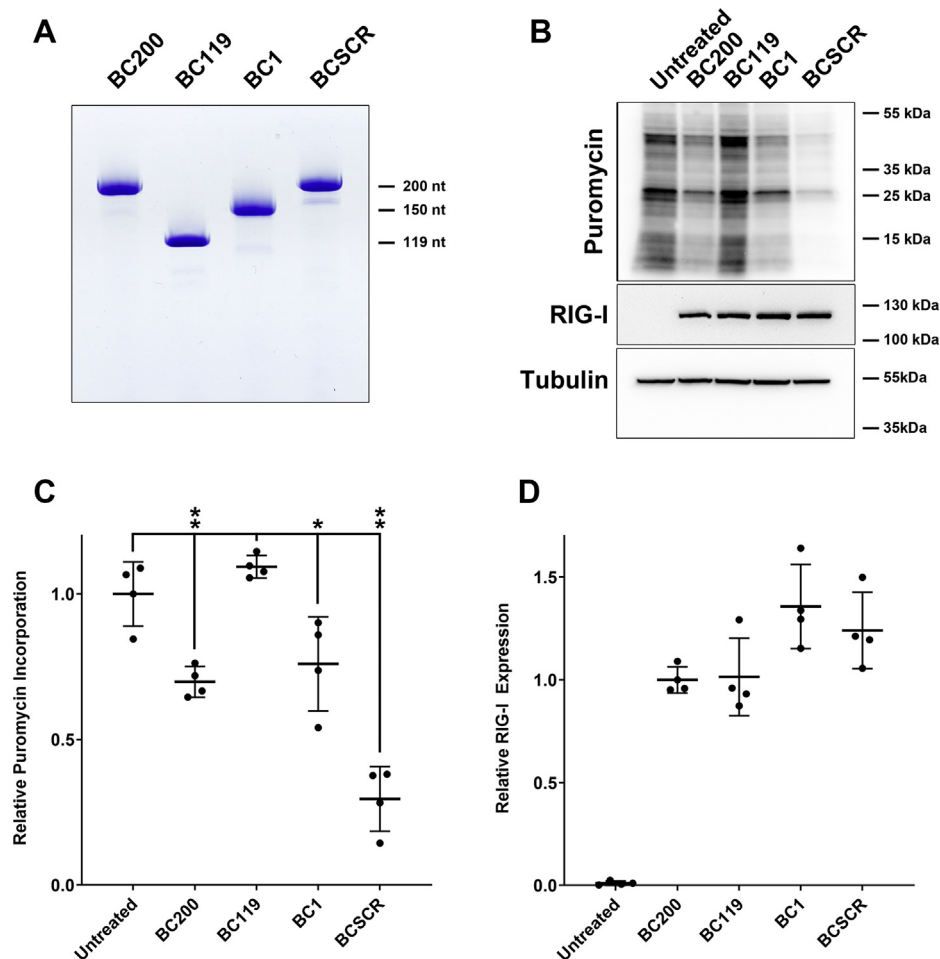 A
BC200
BC119
BC1
BCSCR
200 nt
150 nt
119 nt
B
Untreated
BC200
BC119
BC1
BCSCR
Puromycin
55 kDa
35 kDa
25 kDa
15 kDa
RIG-I
130 kDa
100 kDa
Tubulin
55kDa
35kDa
C
Relative Puromycin Incorporation
**
*
**
1.0
0.5
0.0
Untreated
BC200
BC119
BC1
BCSCR
D
Relative RIG-I Expression
1.5
1.0
0.5
0.0
Untreated
BC200
BC119
BC1
BCSCR